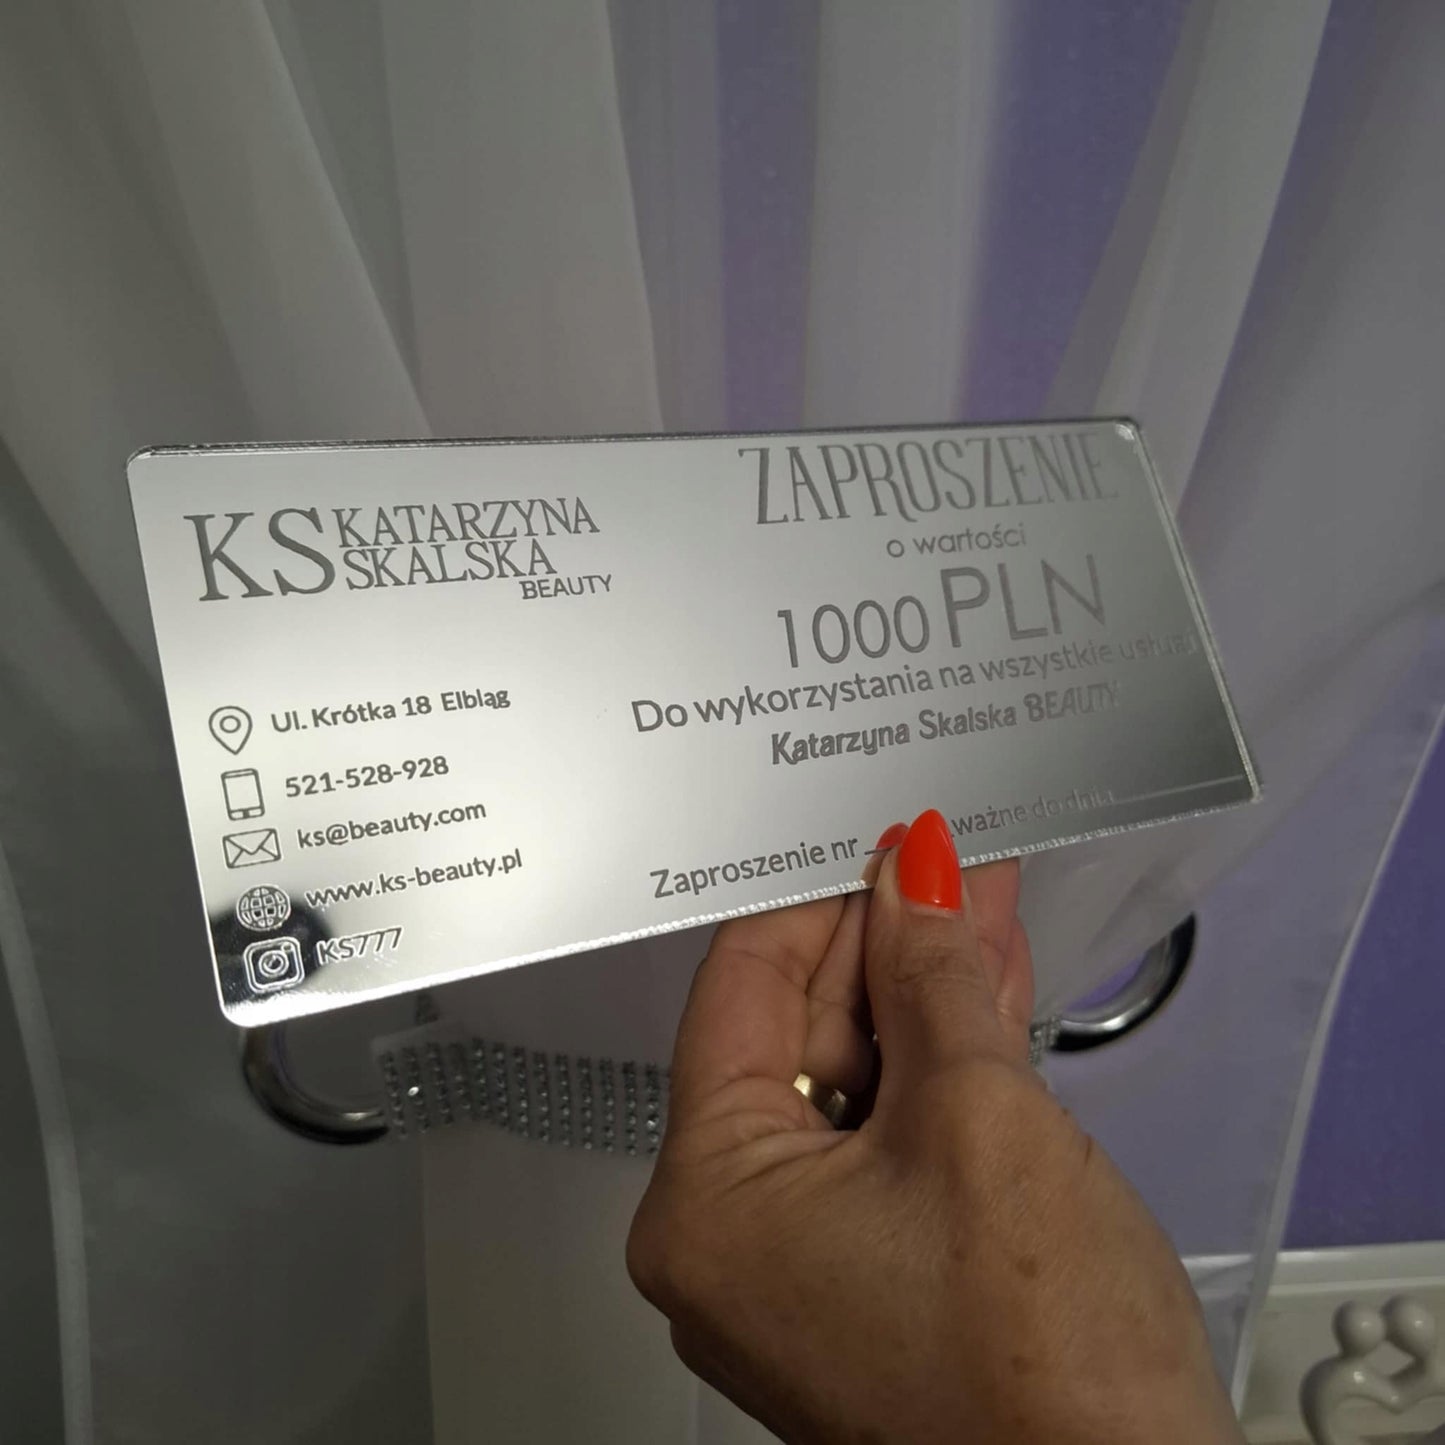 KS KATARZYNA
SKALSKA
BEAUTY
Ul. Krótka 18 Elbląg
521-528-928
ks@beauty.com
www.ks-beauty.pl
KS777
ZAPROSZENIE
o wartości
1000 PLN
Do wykorzystania na wszystkie usługi
Katarzyna Skalska BEAUTY
Zaproszenie nr ważne do dnia